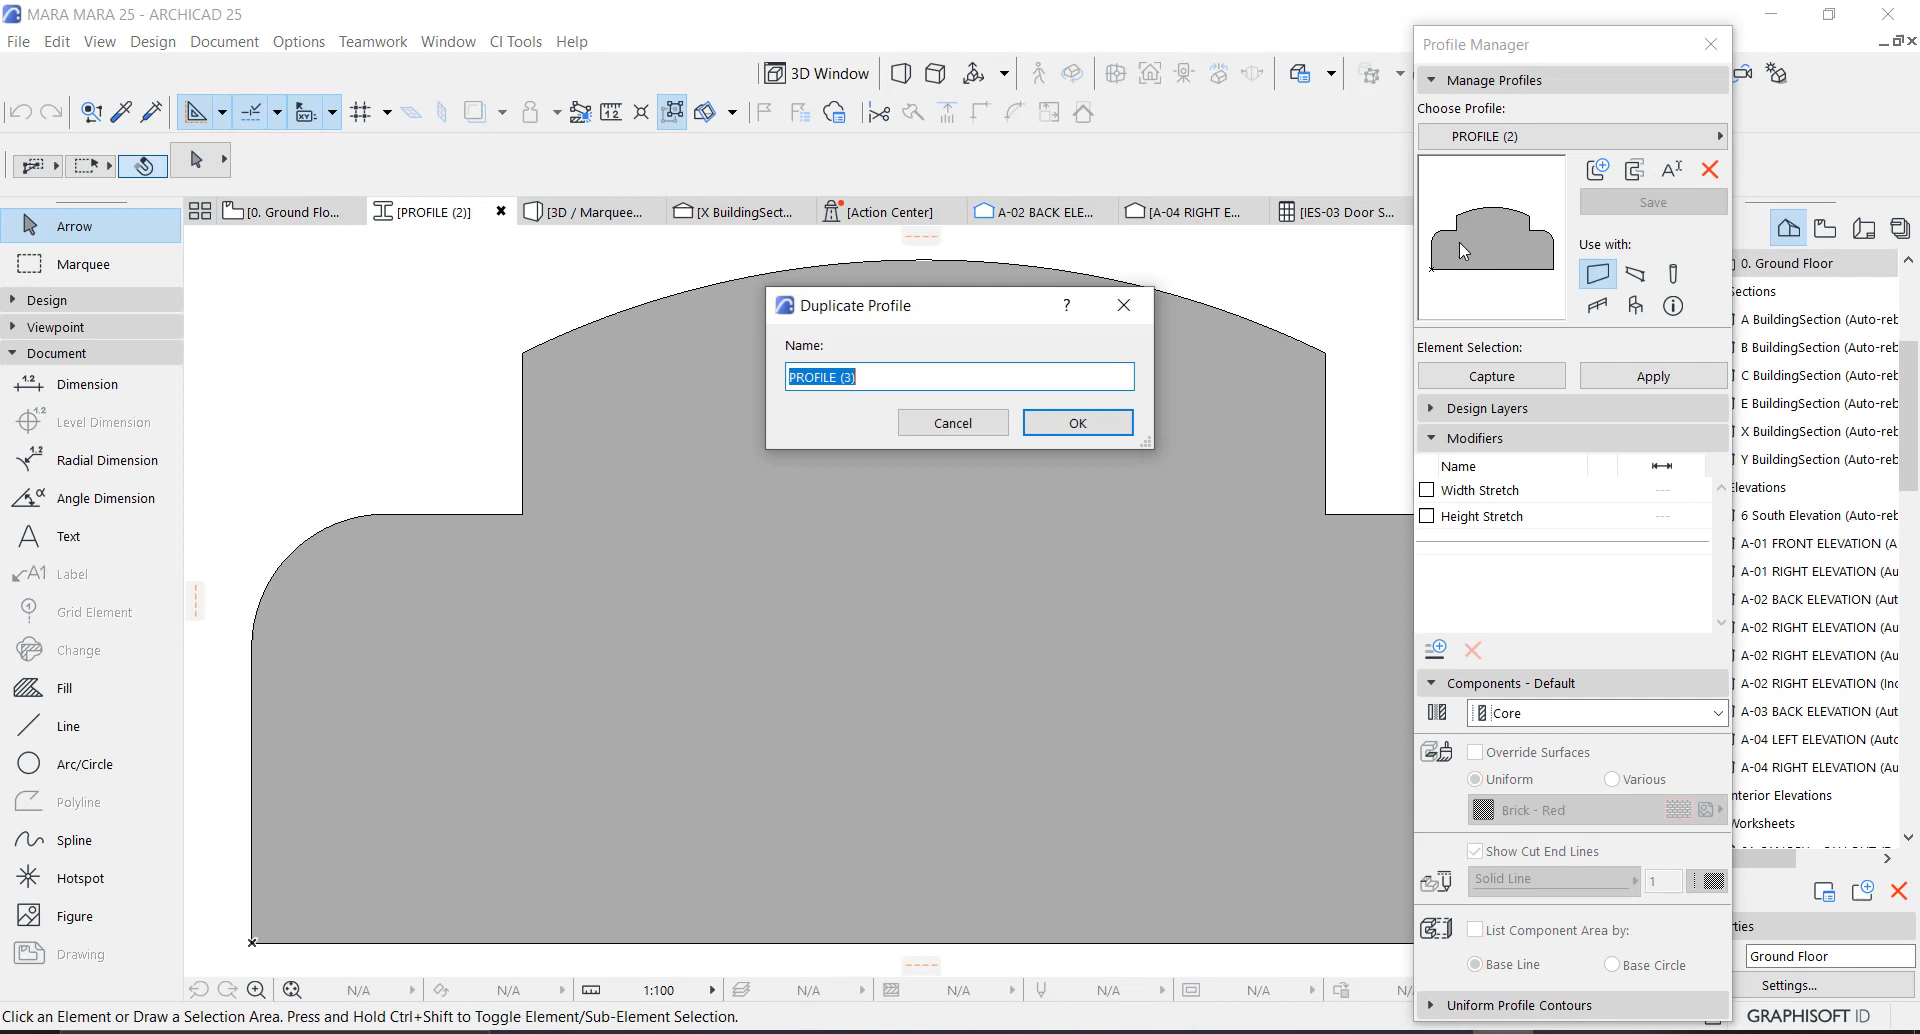 MARA MARA 25 - ARCHICAD 25
File Edit View Design Document Options Teamwork Window CI Tools Help
3D Window
[0. Ground Flo...
[PROFILE (2)]
[3D / Marquee...
[X BuildingSect...
[Action Center]
A-02 BACK ELE...
[A-04 RIGHT E...
[IES-03 Door S...
Arrow
Marquee
Design
Viewpoint
Document
Dimension
Level Dimension
Radial Dimension
Angle Dimension
Text
Label
Grid Element
Change
Fill
Line
Arc/Circle
Polyline
Spline
Hotspot
Figure
Drawing
Duplicate Profile
?
Name:
PROFILE (3)
Cancel
OK
Profile Manager
Manage Profiles
Choose Profile:
PROFILE (2)
Save
Use with:
Element Selection:
Capture
Apply
Design Layers
Modifiers
Name
Width Stretch ---
Height Stretch ---
Components - Default
Core
Override Surfaces
Uniform
Various
Brick - Red
Show Cut End Lines
Solid Line
1
List Component Area by:
Base Line
Base Circle
Uniform Profile Contours
0. Ground Floor
Sections
A BuildingSection (Auto-reb
B BuildingSection (Auto-reb
C BuildingSection (Auto-reb
E BuildingSection (Auto-reb
X BuildingSection (Auto-reb
Y BuildingSection (Auto-reb
Elevations
6 South Elevation (Auto-reb
A-01 FRONT ELEVATION (A
A-01 RIGHT ELEVATION (Au
A-02 BACK ELEVATION (Aut
A-02 RIGHT ELEVATION (Au
A-02 RIGHT ELEVATION (Au
A-02 RIGHT ELEVATION (Inc
A-03 BACK ELEVATION (Aut
A-04 LEFT ELEVATION (Autc
A-04 RIGHT ELEVATION (Au
nterior Elevations
Worksheets
rties
Ground Floor
Settings...
N/A
N/A
1:100
N/A
N/A
N/A
N/A
Click an Element or Draw a Selection Area. Press and Hold Ctrl+Shift to Toggle Element/Sub-Element Selection.
GRAPHISOFT ID